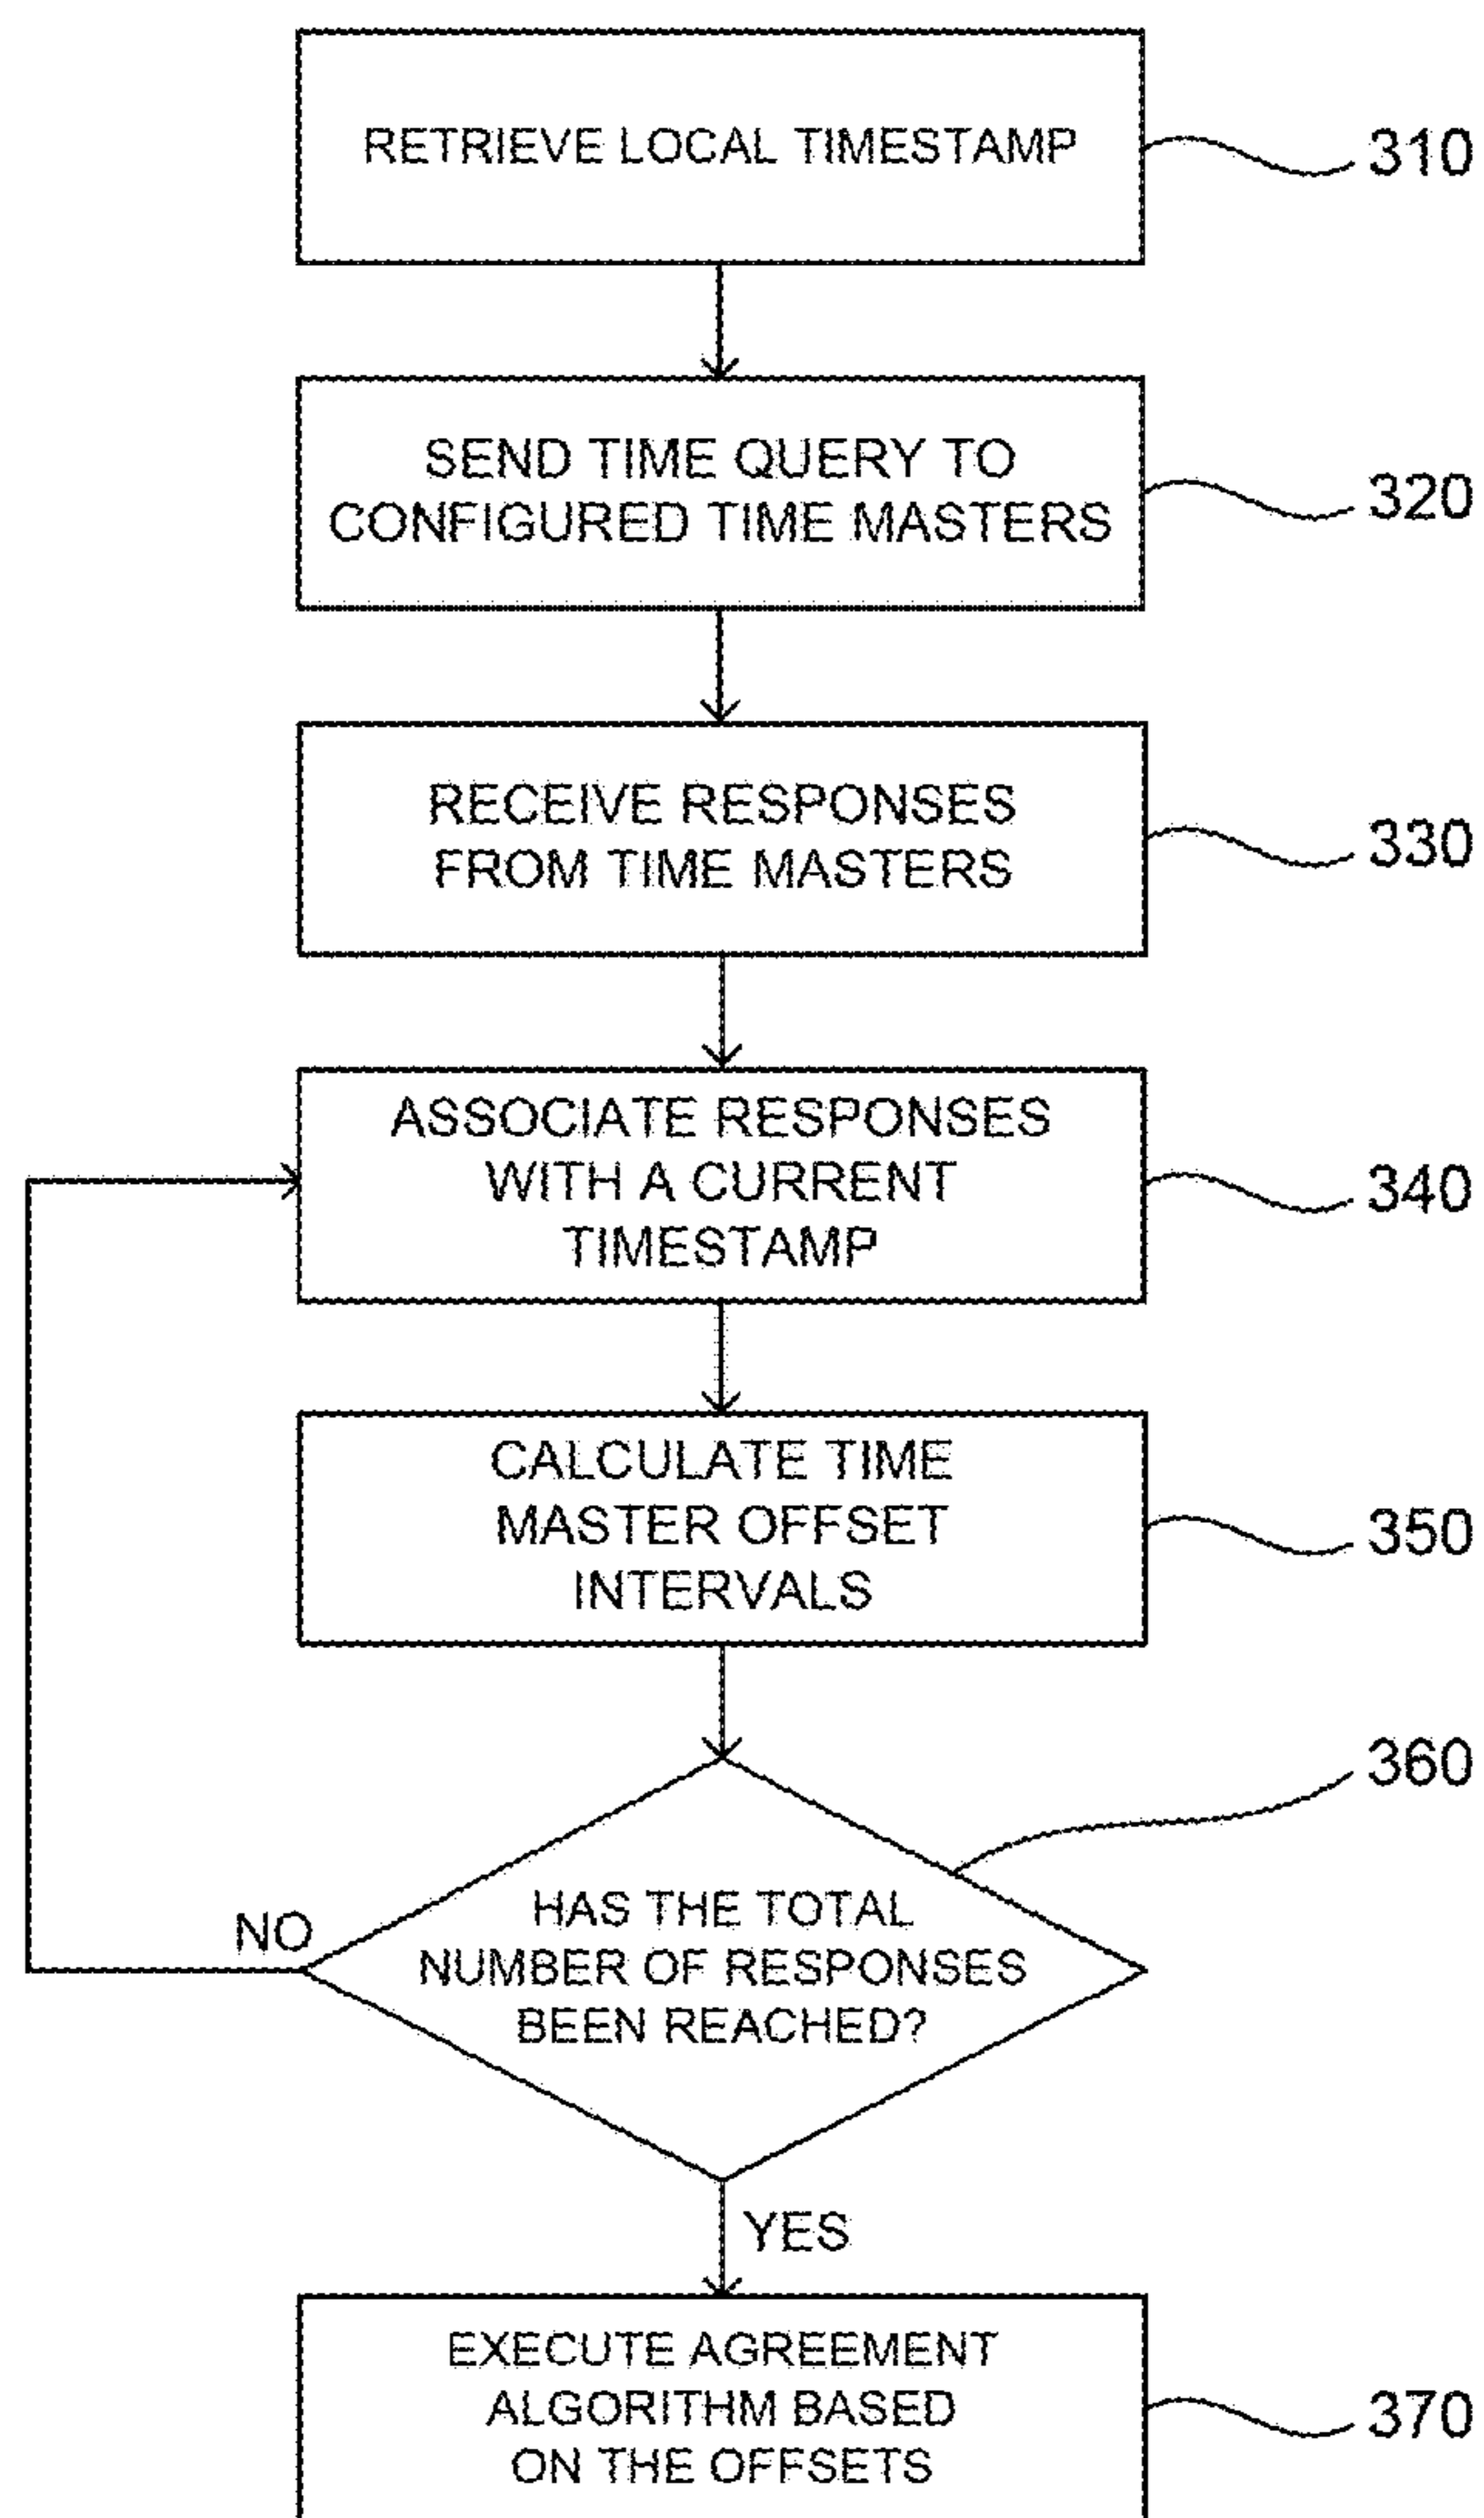 RETRIEVE LOCAL TIMESTAMP
310
SEND TIME QUERY TO
CONFIGURED TIME MASTERS
320
RECEIVE RESPONSES
FROM TIME MASTERS
330
ASSOCIATE RESPONSES
WITH A CURRENT
TIMESTAMP
340
CALCULATE TIME
MASTER OFFSET
INTERVALS
350
360
HAS THE TOTAL
NUMBER OF RESPONSES
BEEN REACHED?
NO
YES
EXECUTE AGREEMENT
ALGORITHM BASED
ON THE OFFSETS
370